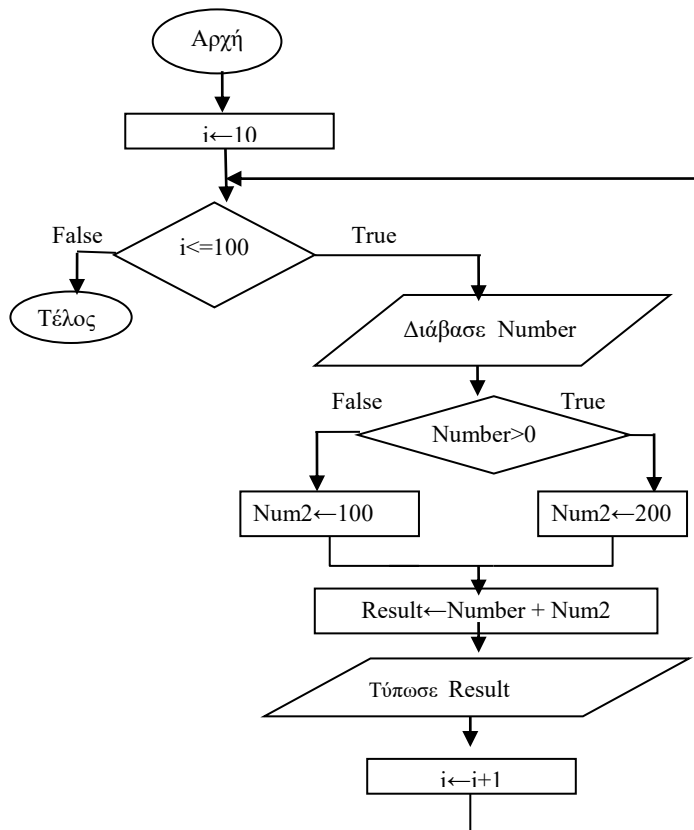 Αρχή
i←10
False
i<=100
True
Τέλος
Διάβασε Number
False
True
Number>0
Num2←100
Num2←200
Result←Number + Num2
Τύπωσε Result
i←i+1